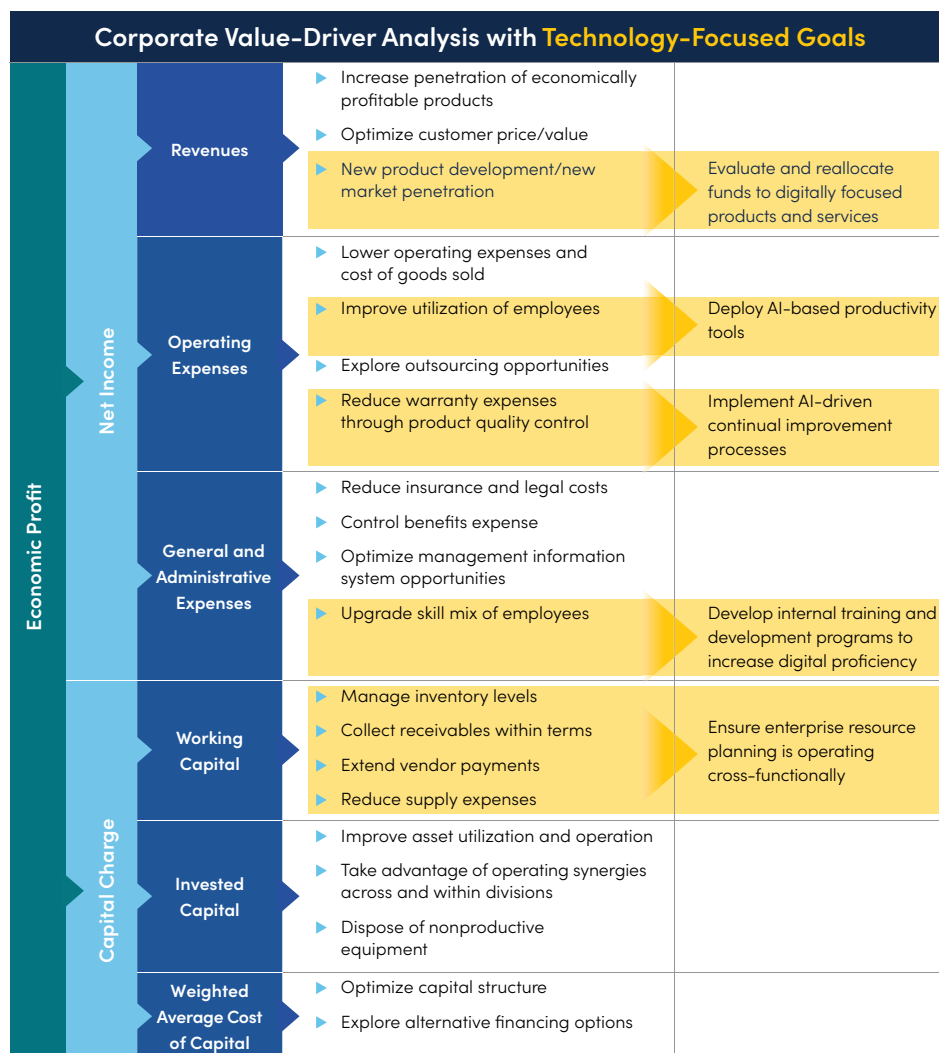 Corporate Value-Driver Analysis with Technology-Focused Goals
Economic Profit
Net Income
Revenues
Increase penetration of economically
profitable products
Optimize customer price/value
New product development/new
market penetration
Evaluate and reallocate
funds to digitally focused
products and services
Operating
Expenses
Lower operating expenses and
cost of goods sold
Improve utilization of employees
Deploy AI-based productivity
tools
Explore outsourcing opportunities
Reduce warranty expenses
through product quality control
Implement AI-driven
continual improvement
processes
General and
Administrative
Expenses
Reduce insurance and legal costs
Control benefits expense
Optimize management information
system opportunities
Upgrade skill mix of employees
Develop internal training and
development programs to
increase digital proficiency
Capital Charge
Working
Capital
Manage inventory levels
Collect receivables within terms
Extend vendor payments
Reduce supply expenses
Ensure enterprise resource
planning is operating
cross-functionally
Invested
Capital
Improve asset utilization and operation
Take advantage of operating synergies
across and within divisions
Dispose of nonproductive
equipment
Weighted
Average Cost
of Capital
Optimize capital structure
Explore alternative financing options